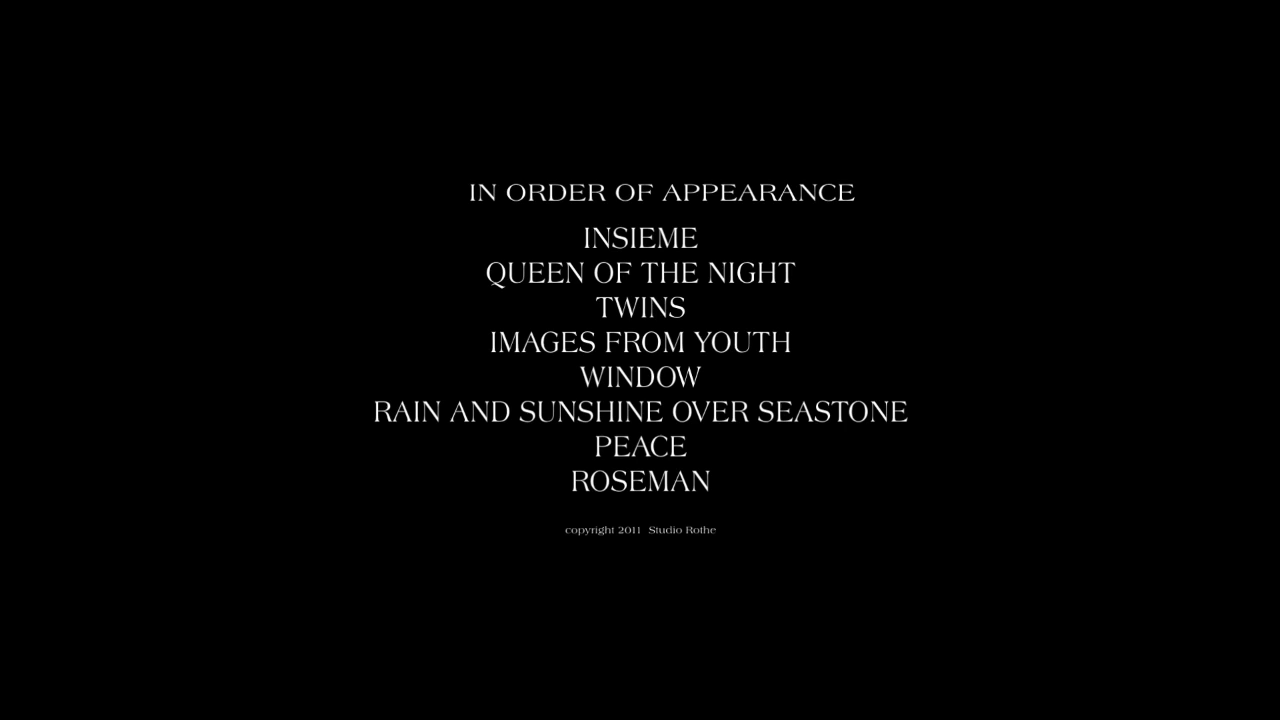 IN ORDER OF APPEARANCE
INSIEME
QUEEN OF THE NIGHT
TWINS
IMAGES FROM YOUTH
WINDOW
RAIN AND SUNSHINE OVER SEASTONE
PEACE
ROSEMAN
copyright 2011 Studio Rothe